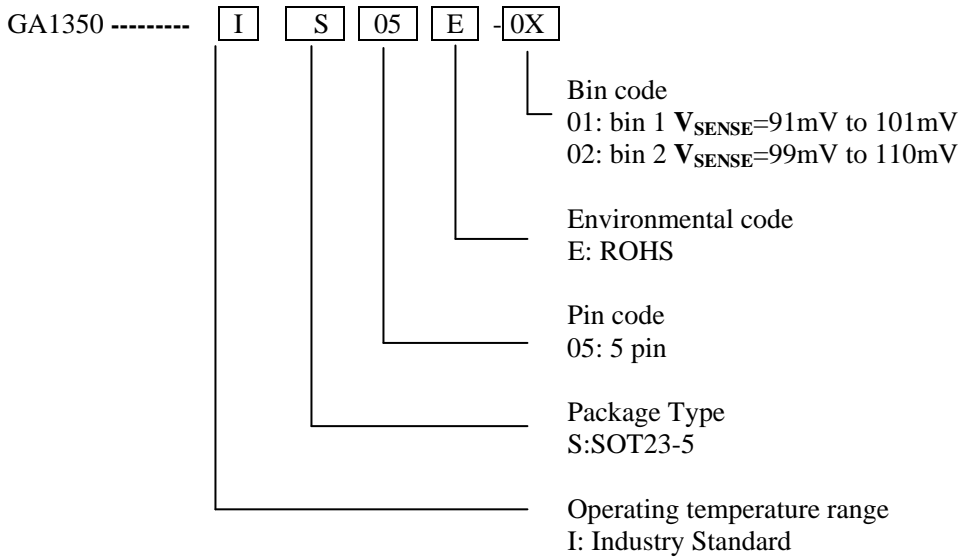 GA1350 --------- I S 05 E -0X
Bin code
01: bin 1 VSENSE=91mV to 101mV
02: bin 2 VSENSE=99mV to 110mV
Environmental code
E: ROHS
Pin code
05: 5 pin
Package Type
S:SOT23-5
Operating temperature range
I: Industry Standard